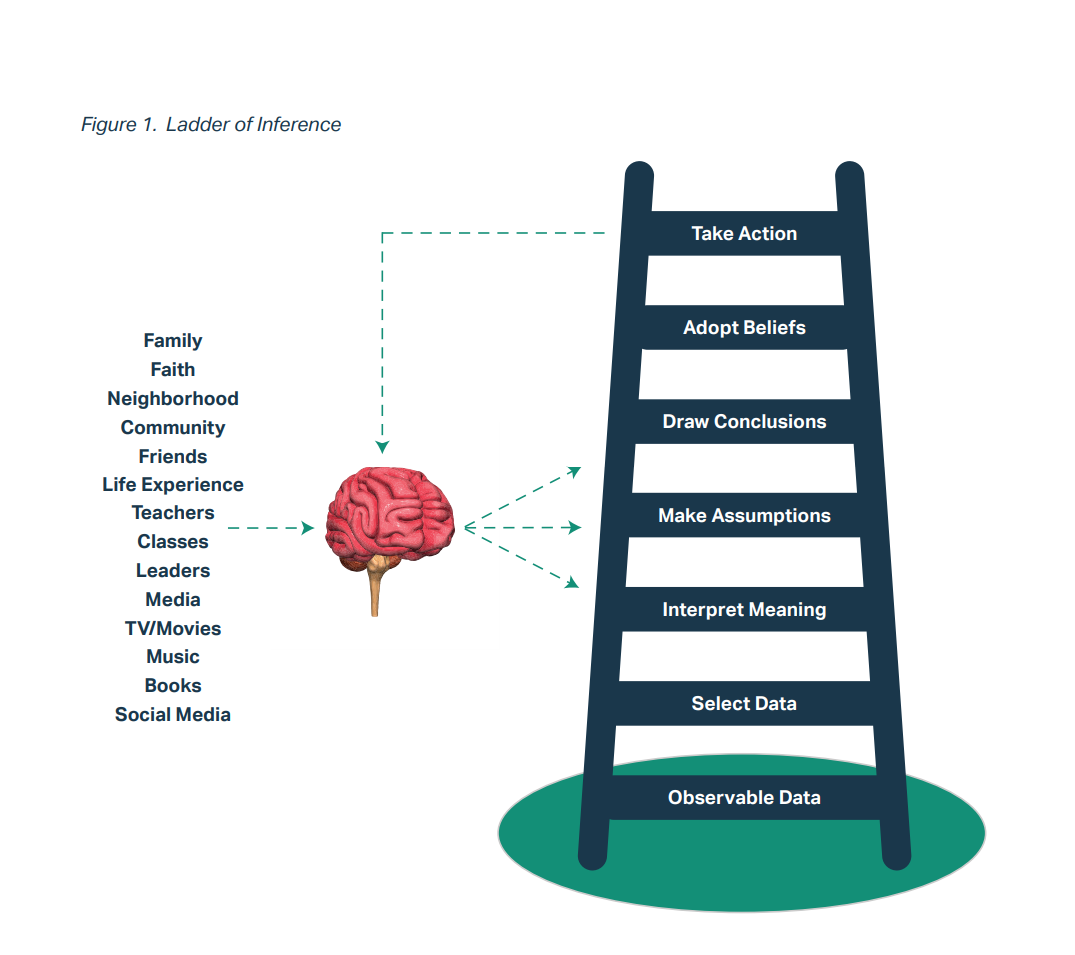 Figure 1. Ladder of Inference
Family
Faith
Neighborhood
Community
Friends
Life Experience
Teachers
Classes
Leaders
Media
TV/Movies
Music
Books
Social Media
Take Action
Adopt Beliefs
Draw Conclusions
Make Assumptions
Interpret Meaning
Select Data
Observable Data